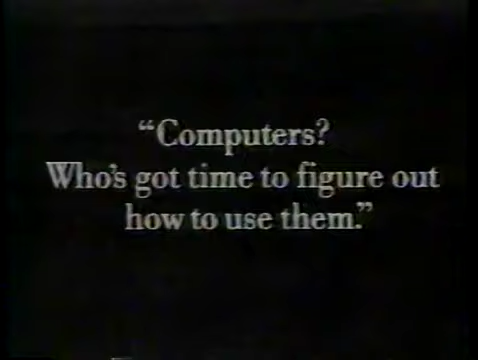 “Computers?
Who's got time to figure out
how to use them.”